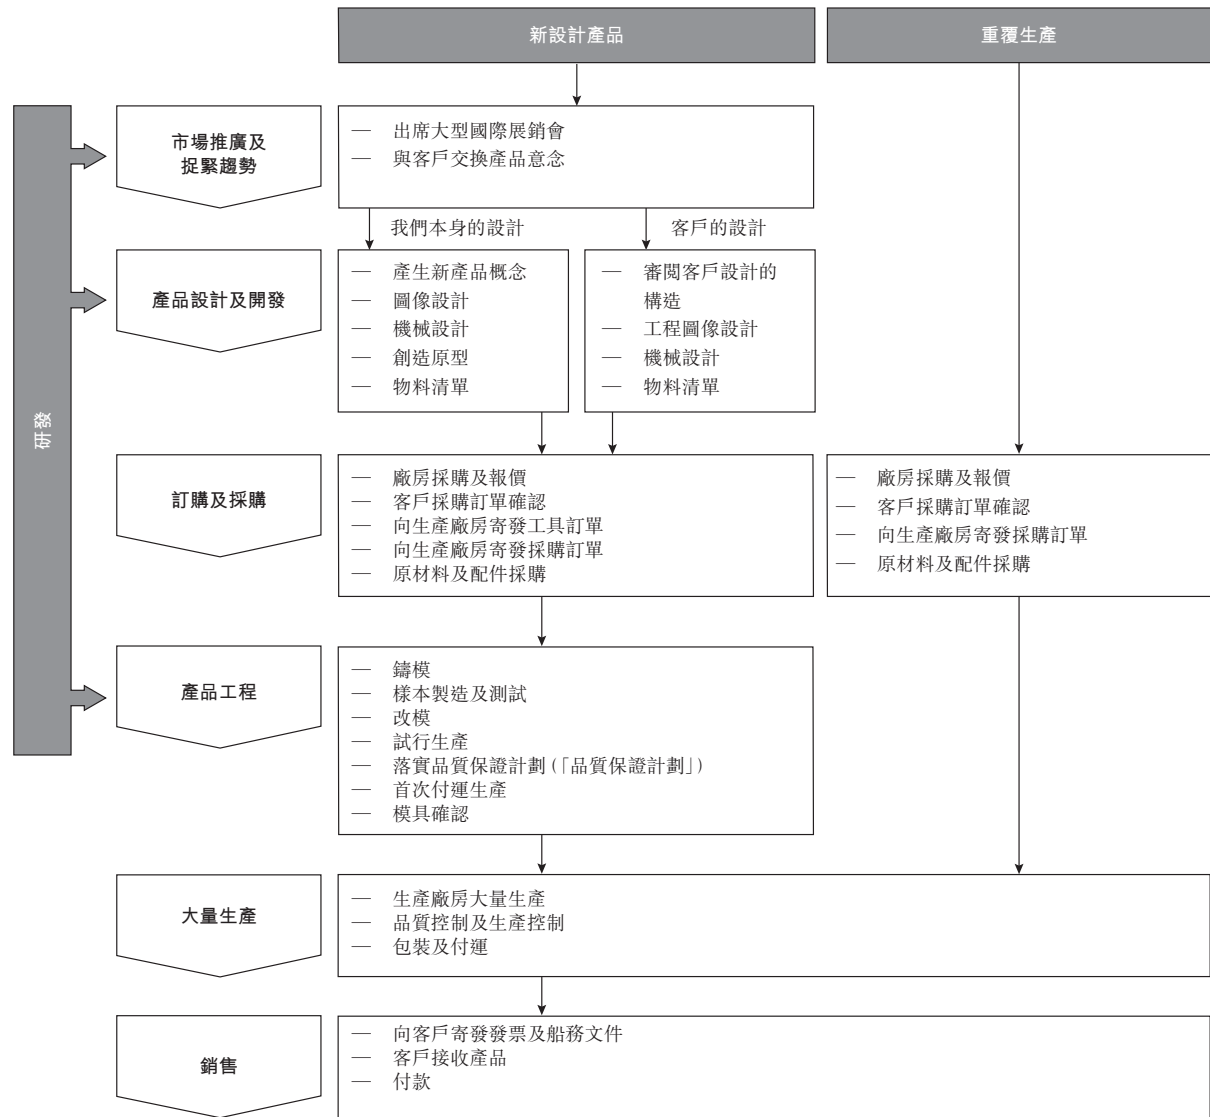 新設計產品
重覆生產
研發
市場推廣及
捉緊趨勢
— 出席大型國際展銷會
— 與客戶交換產品意念
我們本身的設計
客戶的設計
產品設計及開發
— 產生新產品概念
— 圖像設計
— 機械設計
— 創造原型
— 物料清單
— 審閱客戶設計的
構造
— 工程圖像設計
— 機械設計
— 物料清單
訂購及採購
— 廠房採購及報價
— 客戶採購訂單確認
— 向生產廠房寄發工具訂單
— 向生產廠房寄發採購訂單
— 原材料及配件採購
— 廠房採購及報價
— 客戶採購訂單確認
— 向生產廠房寄發採購訂單
— 原材料及配件採購
產品工程
— 鑄模
— 樣本製造及測試
— 改模
— 試行生產
— 落實品質保證計劃(「品質保證計劃」)
— 首次付運生產
— 模具確認
大量生產
— 生產廠房大量生產
— 品質控制及生產控制
— 包裝及付運
銷售
— 向客戶寄發發票及船務文件
— 客戶接收產品
— 付款